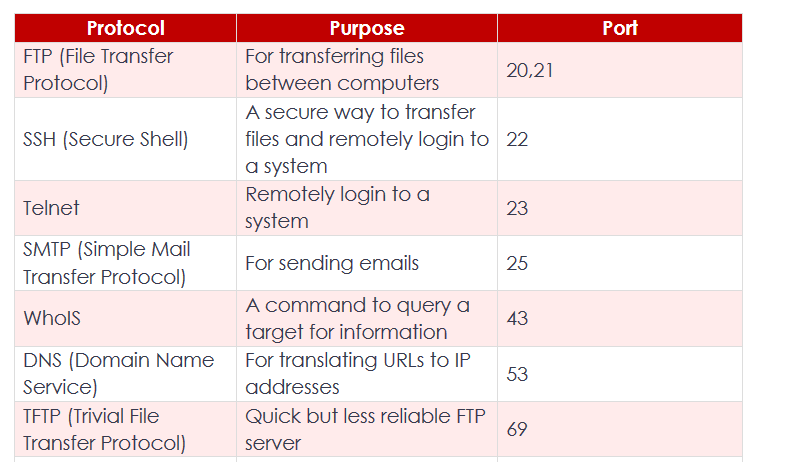 Protocol Purpose Port
FTP (File Transfer
Protocol)
For transferring files
between computers
20,21
SSH (Secure Shell)
A secure way to transfer
files and remotely login to
a system
22
Telnet
Remotely login to a
system
23
SMTP (Simple Mail
Transfer Protocol)
For sending emails
25
WhoIS
A command to query a
target for information
43
DNS (Domain Name
Service)
For translating URLs to IP
addresses
53
TFTP (Trivial File
Transfer Protocol)
Quick but less reliable FTP
server
69